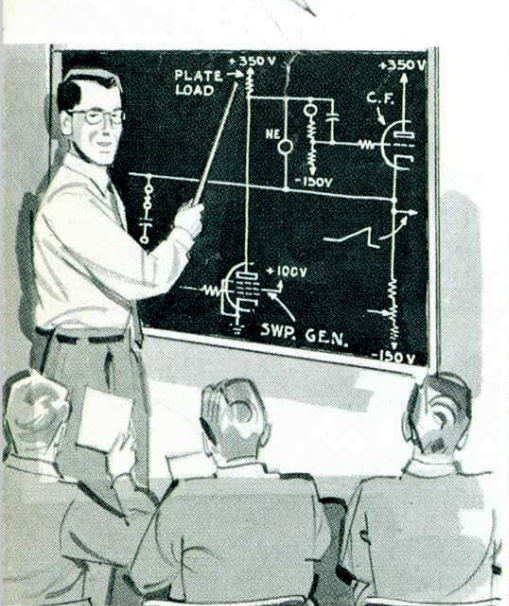 +350V
PLATE
LOAD
+350V
C.F.
NE
-150V
+100V
SWP. GEN.
-150V